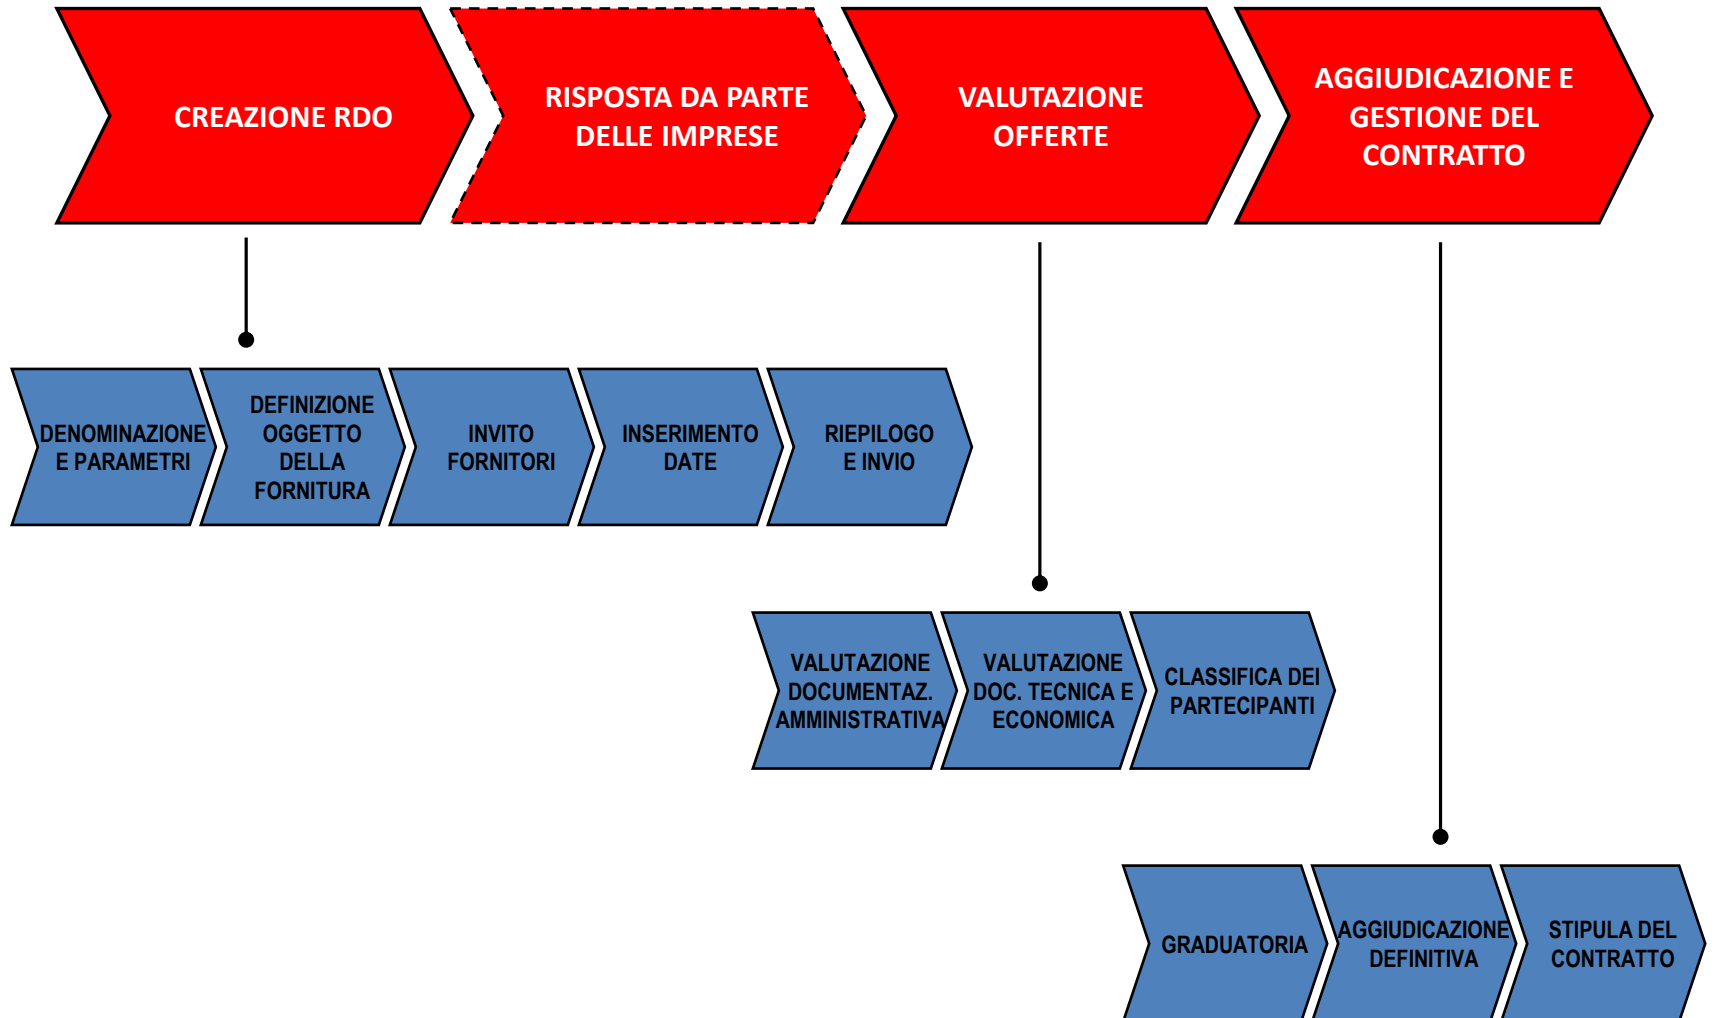 CREAZIONE RDO
RISPOSTA DA PARTE
DELLE IMPRESE
VALUTAZIONE
OFFERTE
AGGIUDICAZIONE E
GESTIONE DEL
CONTRATTO
DENOMINAZIONE
E PARAMETRI
DEFINIZIONE
OGGETTO
DELLA
FORNITURA
INVITO
FORNITORI
INSERIMENTO
DATE
RIEPILOGO
E INVIO
VALUTAZIONE
DOCUMENTAZ.
AMMINISTRATIVA
VALUTAZIONE
DOC. TECNICA E
ECONOMICA
CLASSIFICA DEI
PARTECIPANTI
GRADUATORIA
AGGIUDICAZIONE
DEFINITIVA
STIPULA DEL
CONTRATTO